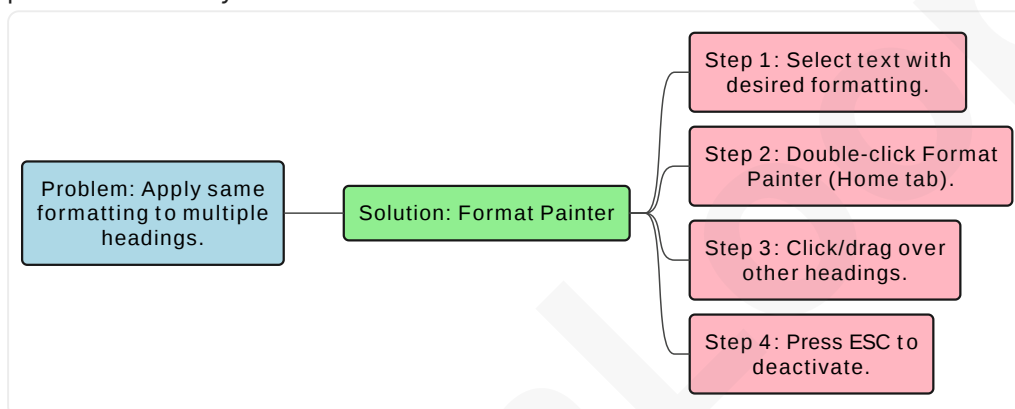 Problem: Apply same
formatting to multiple
headings.
Solution: Format Painter
Step 1: Select text with
desired formatting.
Step 2: Double-click Format
Painter (Home tab).
Step 3: Click/drag over
other headings.
Step 4: Press ESC to
deactivate.